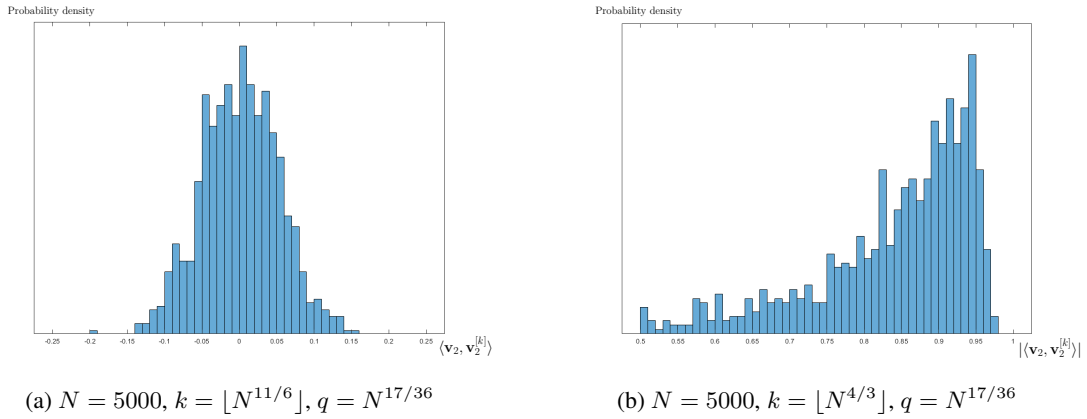 Probability density
-0.25 -0.2 -0.15 -0.1 -0.05 0 0.05 0.1 0.15 0.2 0.25
⟨v₂, v₂^[k]⟩
(a) N = 5000, k = ⌊N^{11/6}⌋, q = N^{17/36}
Probability density
0.5 0.55 0.6 0.65 0.7 0.75 0.8 0.85 0.9 0.95 1
|⟨v₂, v₂^[k]⟩|
(b) N = 5000, k = ⌊N^{4/3}⌋, q = N^{17/36}